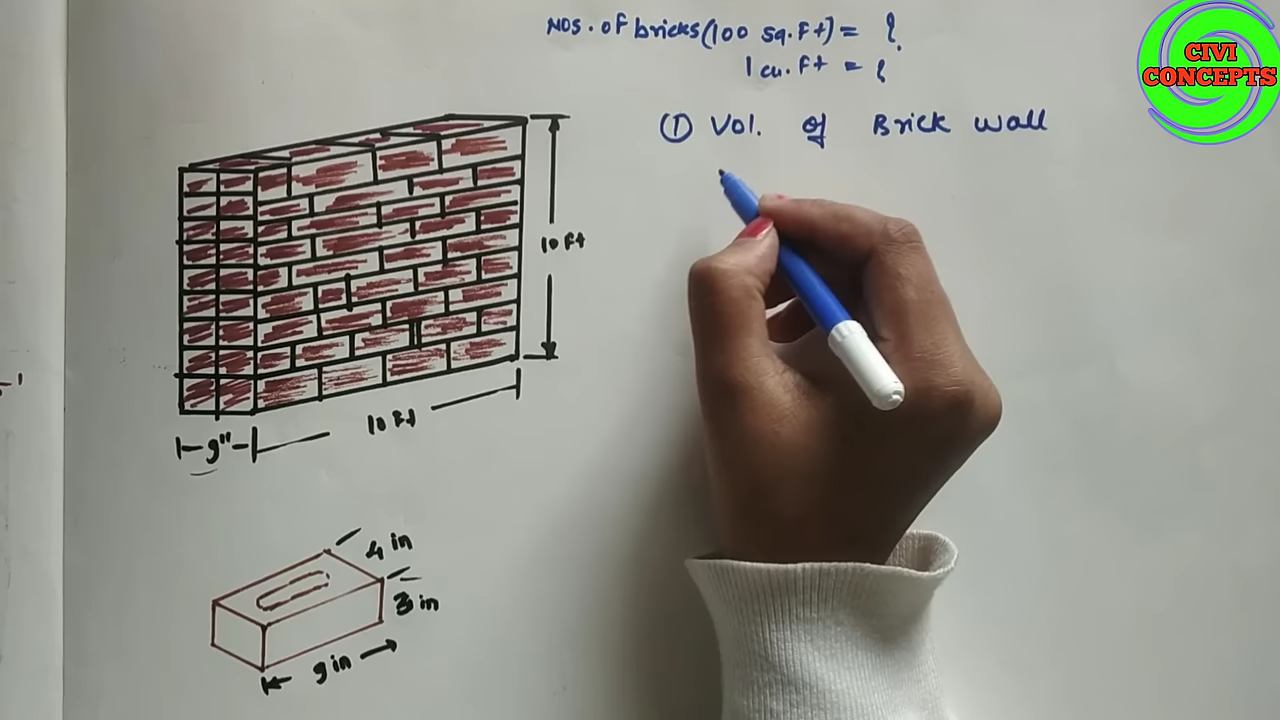 Nos. of bricks (100 sq.ft) = ?
1 cu.ft = ?
CIVI
CONCEPTS
① Vol. of Brick wall
10 ft
10 ft
9"
4 in
3 in
9 in